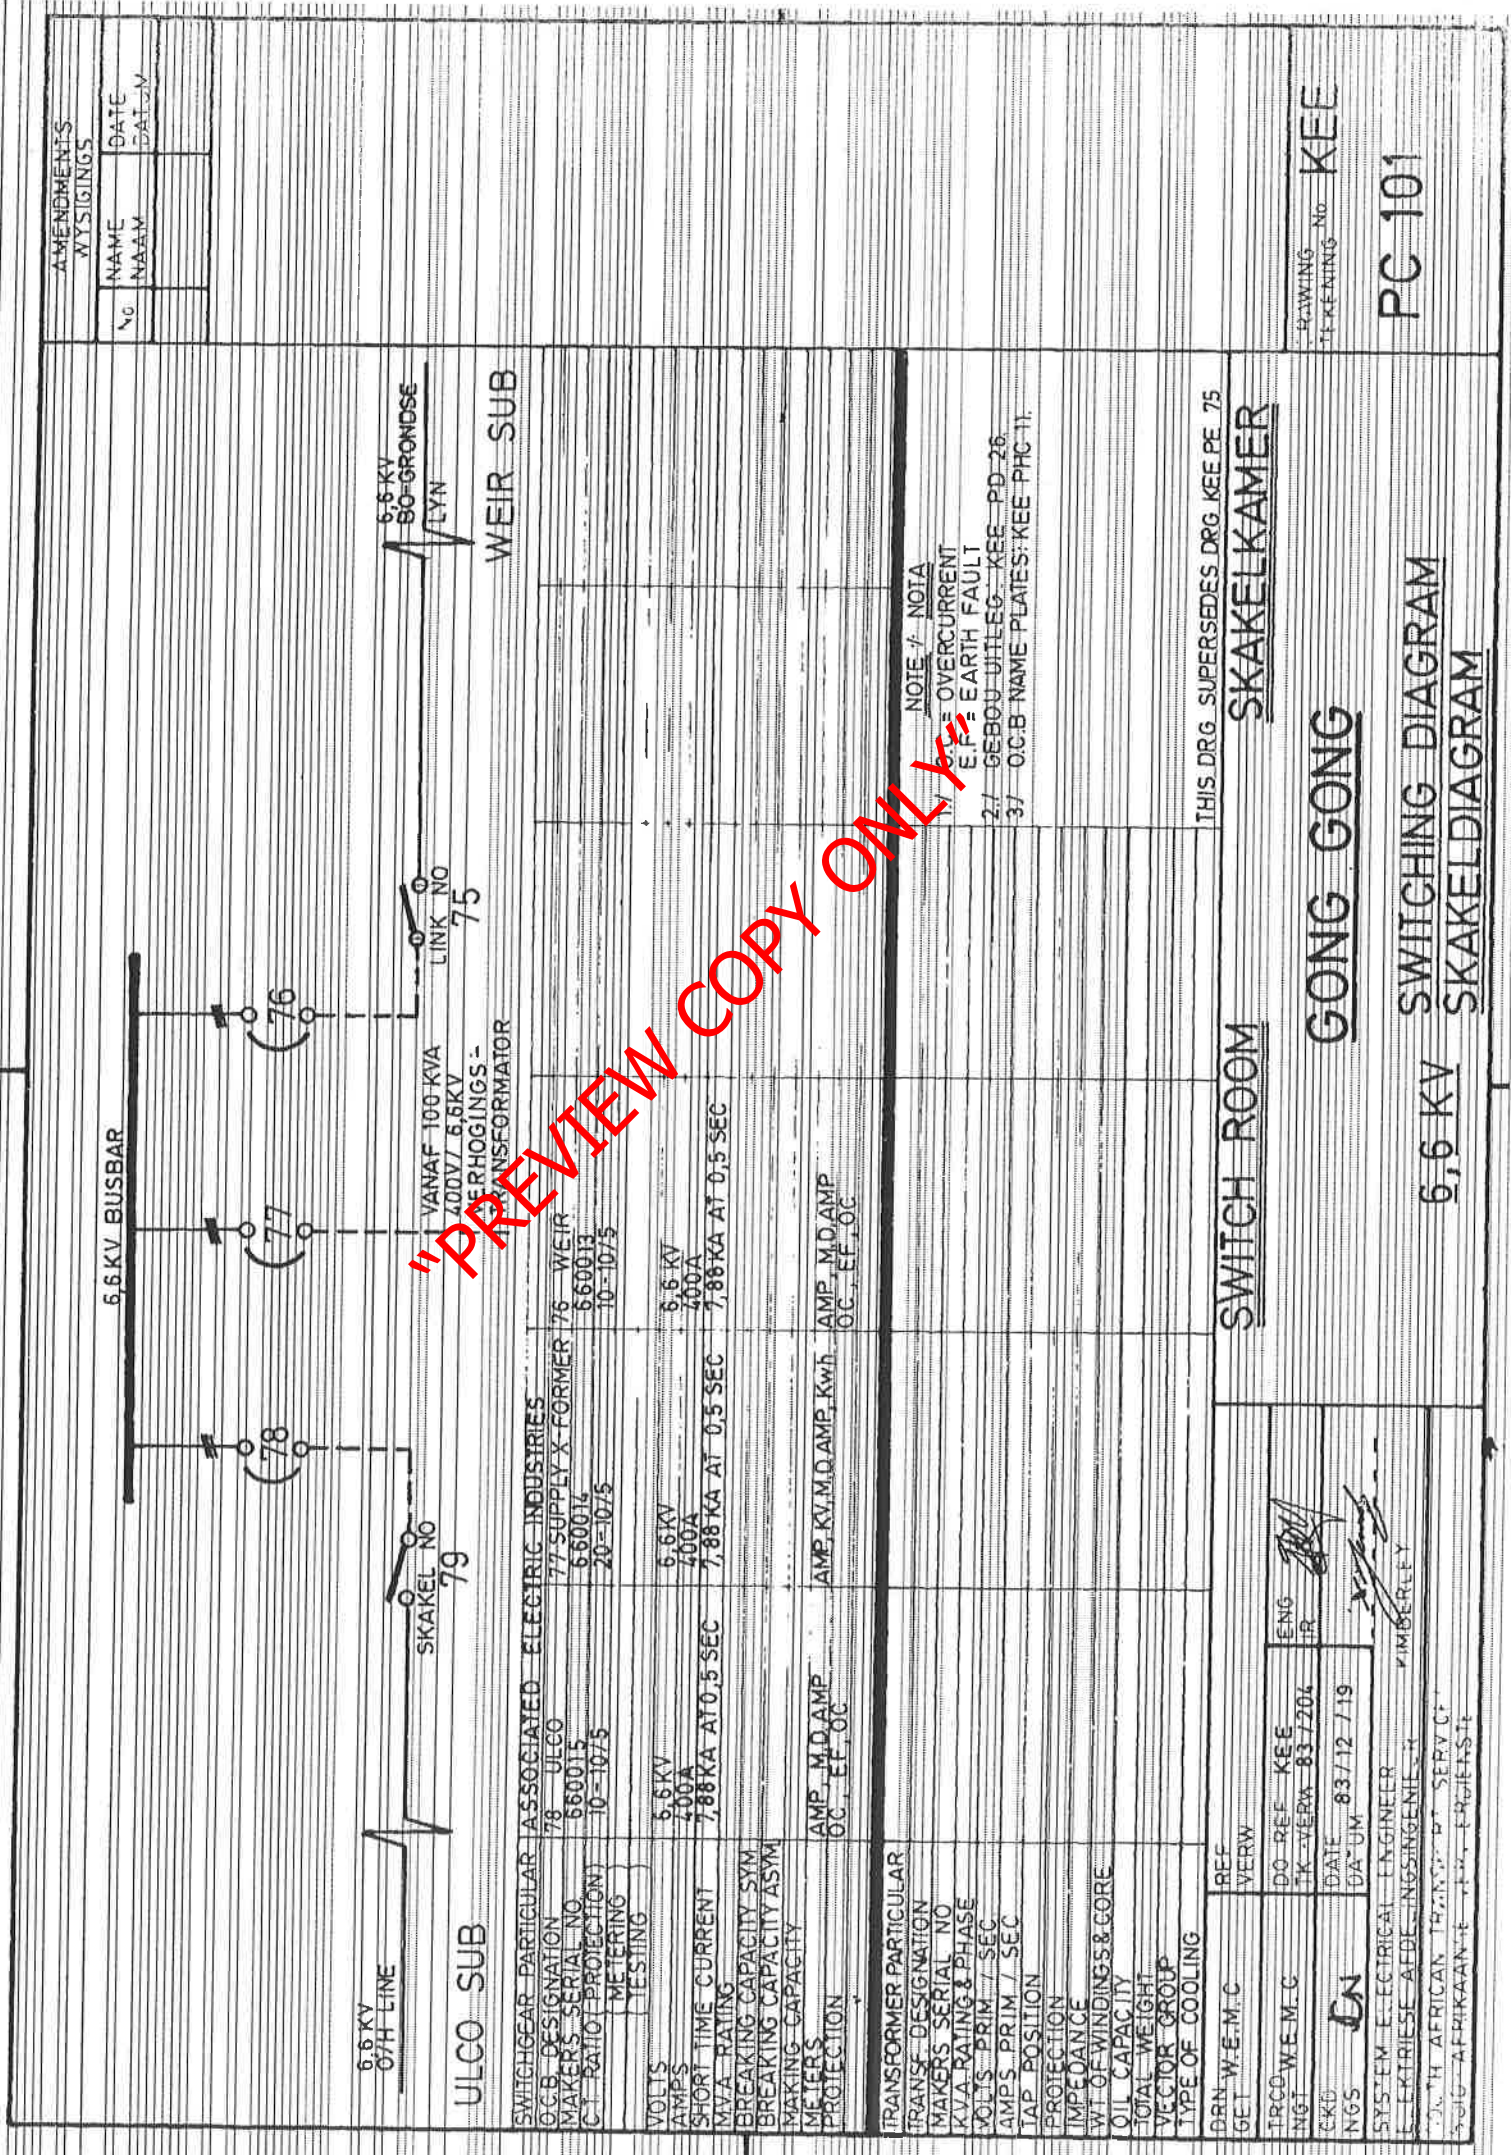 AMENDMENTS
WYSIGINGS
No NAME DATE
NAAM
6,6 KV BUSBAR
78
77
76
6,6 KV
O/H LINE
SKAKEL NO
79
VANAF 100 KVA
400V/ 6,6KV
VERHOGINGS-
TRANSFORMATOR
LINK NO
75
6,6 KV
BO-GRONDSE
LYN
ULCO SUB
WEIR SUB
SWITCHGEAR PARTICULAR ASSOCIATED ELECTRIC INDUSTRIES
O.C.B. DESIGNATION 78 ULCO 77 SUPPLY X-FORMER 76 WEIR
MAKERS SERIAL NO 660015 660014 660013
C.T. RATIO (PROTECTION) 10-10/5 20-10/5 10-10/5
(METERING)
(TESTING)
VOLTS 6,6KV 6,6KV 6,6 KV
AMPS 400A 400A 400A
SHORT TIME CURRENT 7,88KA AT 0,5 SEC 7,88 KA AT 0,5 SEC 7,88 KA AT 0,5 SEC
M.V.A. RATING
BREAKING CAPACITY SYM
BREAKING CAPACITY ASYM
MAKING CAPACITY
METERS AMP, M.D.AMP AMP, KV, M.D.AMP, Kwh AMP, M.D.AMP
PROTECTION OC, EF, OC OC, EF, OC
TRANSFORMER PARTICULAR
TRANSF. DESIGNATION
MAKERS SERIAL NO
K.V.A. RATING & PHASE
VOLTS PRIM / SEC
AMPS PRIM / SEC
TAP POSITION
PROTECTION
IMPEDANCE
WT OF WINDINGS & CORE
OIL CAPACITY
TOTAL WEIGHT
VECTOR GROUP
TYPE OF COOLING
NOTE / NOTA
1./ O.C = OVERCURRENT
E.F = EARTH FAULT
2./ GEBOU UITLEG: KEE PD 26
3/ O.C.B NAME PLATES: KEE PHC 11.
THIS DRG SUPERSEDES DRG KEE PE 75
DRN W.E.M.C REF
GET VERW
TRCD W.E.M.C DO REF KEE ENG
NGT TK-VERW 83/204 IR
CKD DATE
NGS 83/12/19
SYSTEM ELECTRICAL ENGINEER
KIMBERLEY
SWITCH ROOM SKAKELKAMER
GONG GONG
6,6 KV SWITCHING DIAGRAM
SKAKELDIAGRAM
DRAWING No KEE
TEKENING
PC 101
"PREVIEW COPY ONLY"